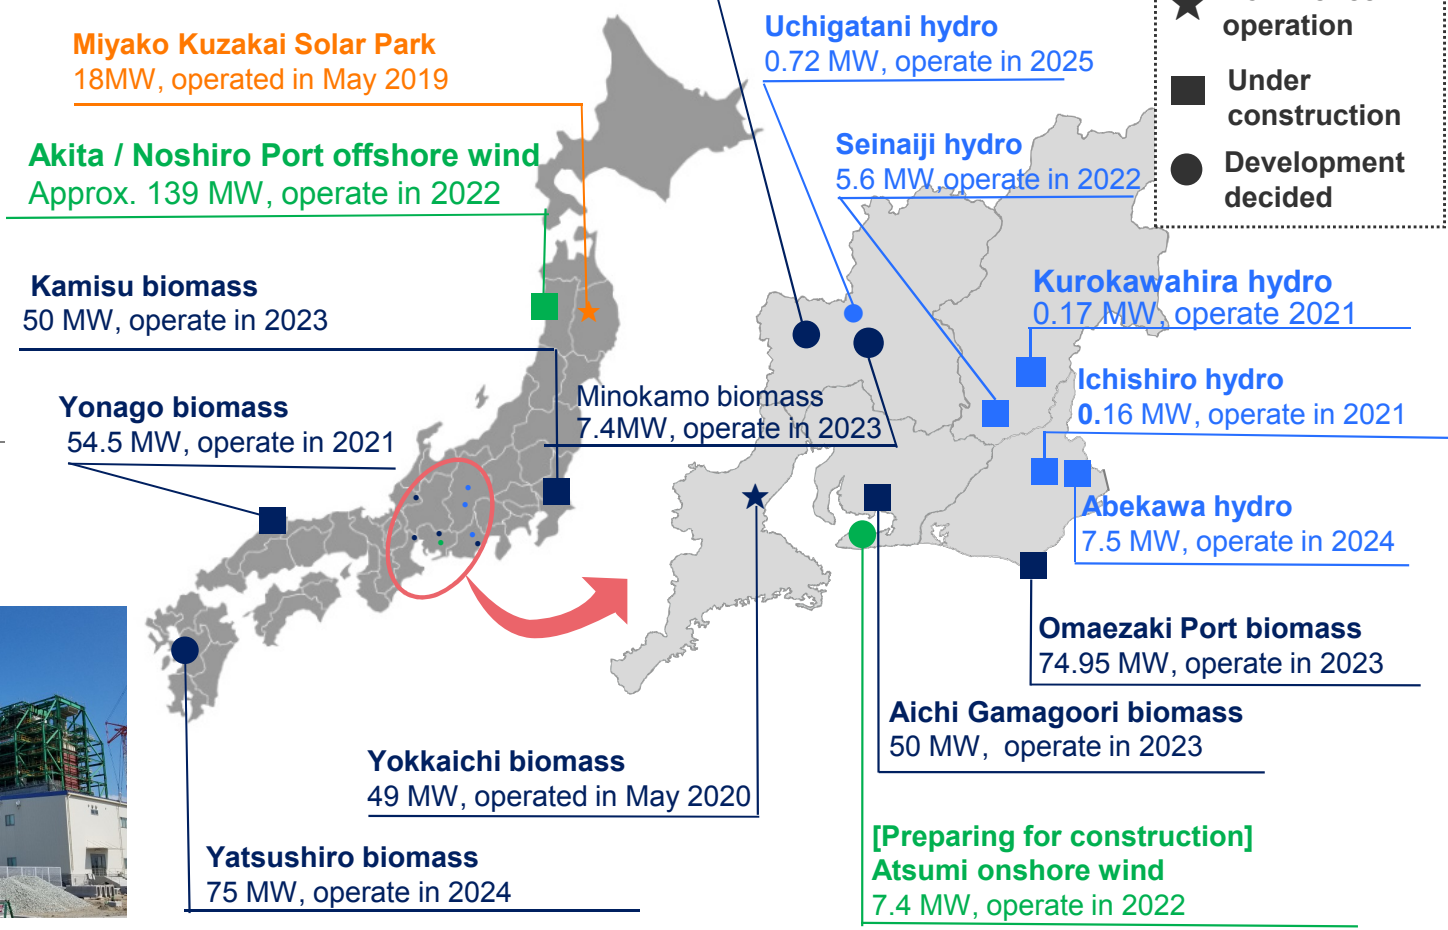 Miyako Kuzakai Solar Park
18MW, operated in May 2019
Akita / Noshiro Port offshore wind
Approx. 139 MW, operate in 2022
Kamisu biomass
50 MW, operate in 2023
Yonago biomass
54.5 MW, operate in 2021
Minokamo biomass
7.4MW, operate in 2023
Uchigatani hydro
0.72 MW, operate in 2025
Seinaiji hydro
5.6 MW,operate in 2022
operation
Under
construction
Development
decided
Kurokawahira hydro
0.17 MW, operate 2021
Ichishiro hydro
0.16 MW, operate in 2021
Abekawa hydro
7.5 MW, operate in 2024
Omaezaki Port biomass
74.95 MW, operate in 2023
Aichi Gamagoori biomass
50 MW, operate in 2023
Yokkaichi biomass
49 MW, operated in May 2020
Yatsushiro biomass
75 MW, operate in 2024
[Preparing for construction]
Atsumi onshore wind
7.4 MW, operate in 2022